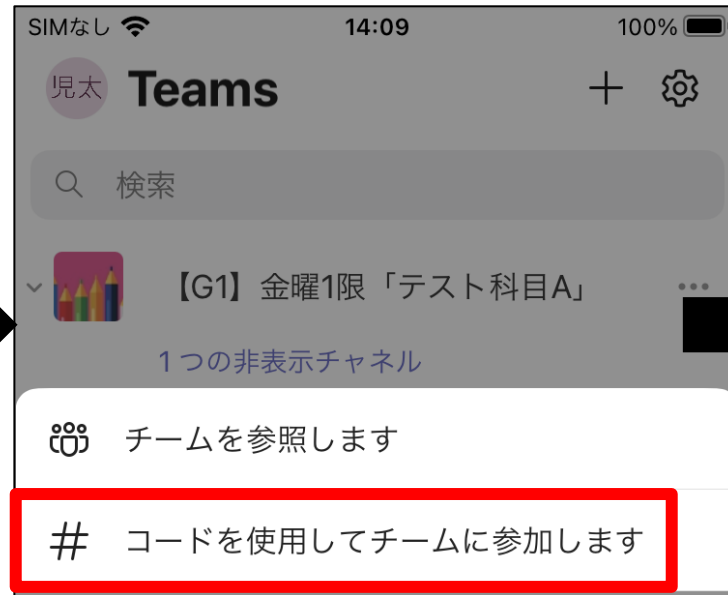 SIMなし 14:09 100%
児太 Teams
検索
【G1】金曜1限「テスト科目A」
1つの非表示チャネル
チームを参照します
# コードを使用してチームに参加します